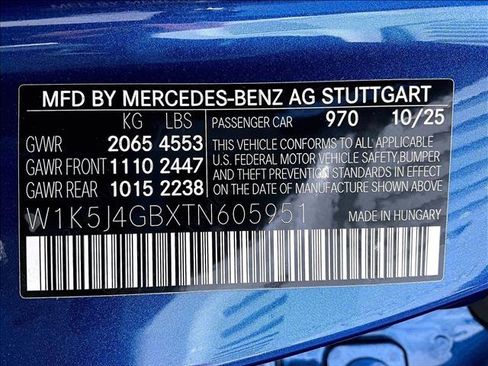 MFD BY MERCEDES-BENZ AG STUTTGART
KG LBS PASSENGER CAR 970 10/25
GVWR 2065 4553
GAWR FRONT 1110 2447
GAWR REAR 1015 2238
THIS VEHICLE CONFORMS TO ALL APPLICABLE
U.S. FEDERAL MOTOR VEHICLE SAFETY, BUMPER
AND THEFT PREVENTION STANDARDS IN EFFECT ON
THE DATE OF MANUFACTURE SHOWN ABOVE.
W1K5J4GBXTN605951
MADE IN HUNGARY